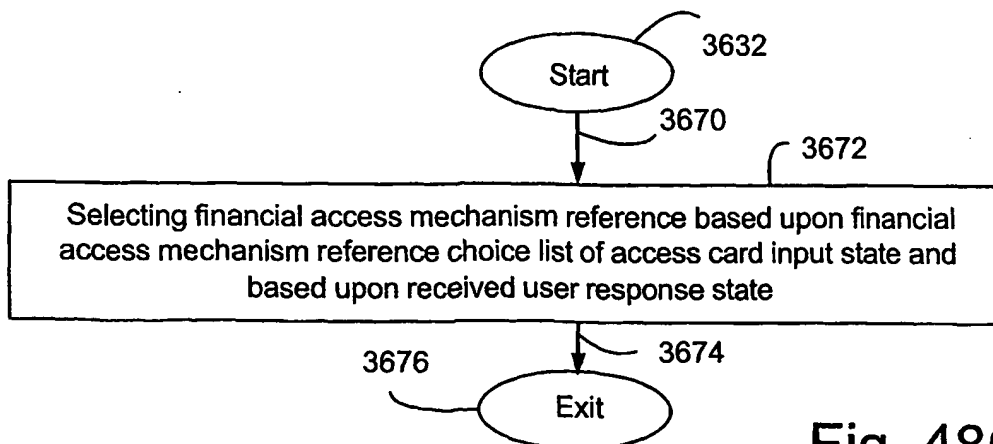 3632
Start
3670
3672
Selecting financial access mechanism reference based upon financial
access mechanism reference choice list of access card input state and
based upon received user response state
3674
3676
Exit